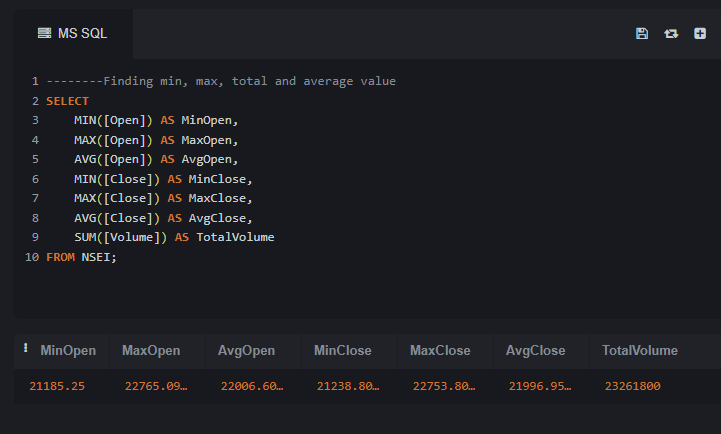 MS SQL
1 --------Finding min, max, total and average value
2 SELECT
3 MIN([Open]) AS MinOpen,
4 MAX([Open]) AS MaxOpen,
5 AVG([Open]) AS AvgOpen,
6 MIN([Close]) AS MinClose,
7 MAX([Close]) AS MaxClose,
8 AVG([Close]) AS AvgClose,
9 SUM([Volume]) AS TotalVolume
10 FROM NSEI;
MinOpen MaxOpen AvgOpen MinClose MaxClose AvgClose TotalVolume
21185.25 22765.09… 22006.60… 21238.80… 22753.80… 21996.95… 23261800